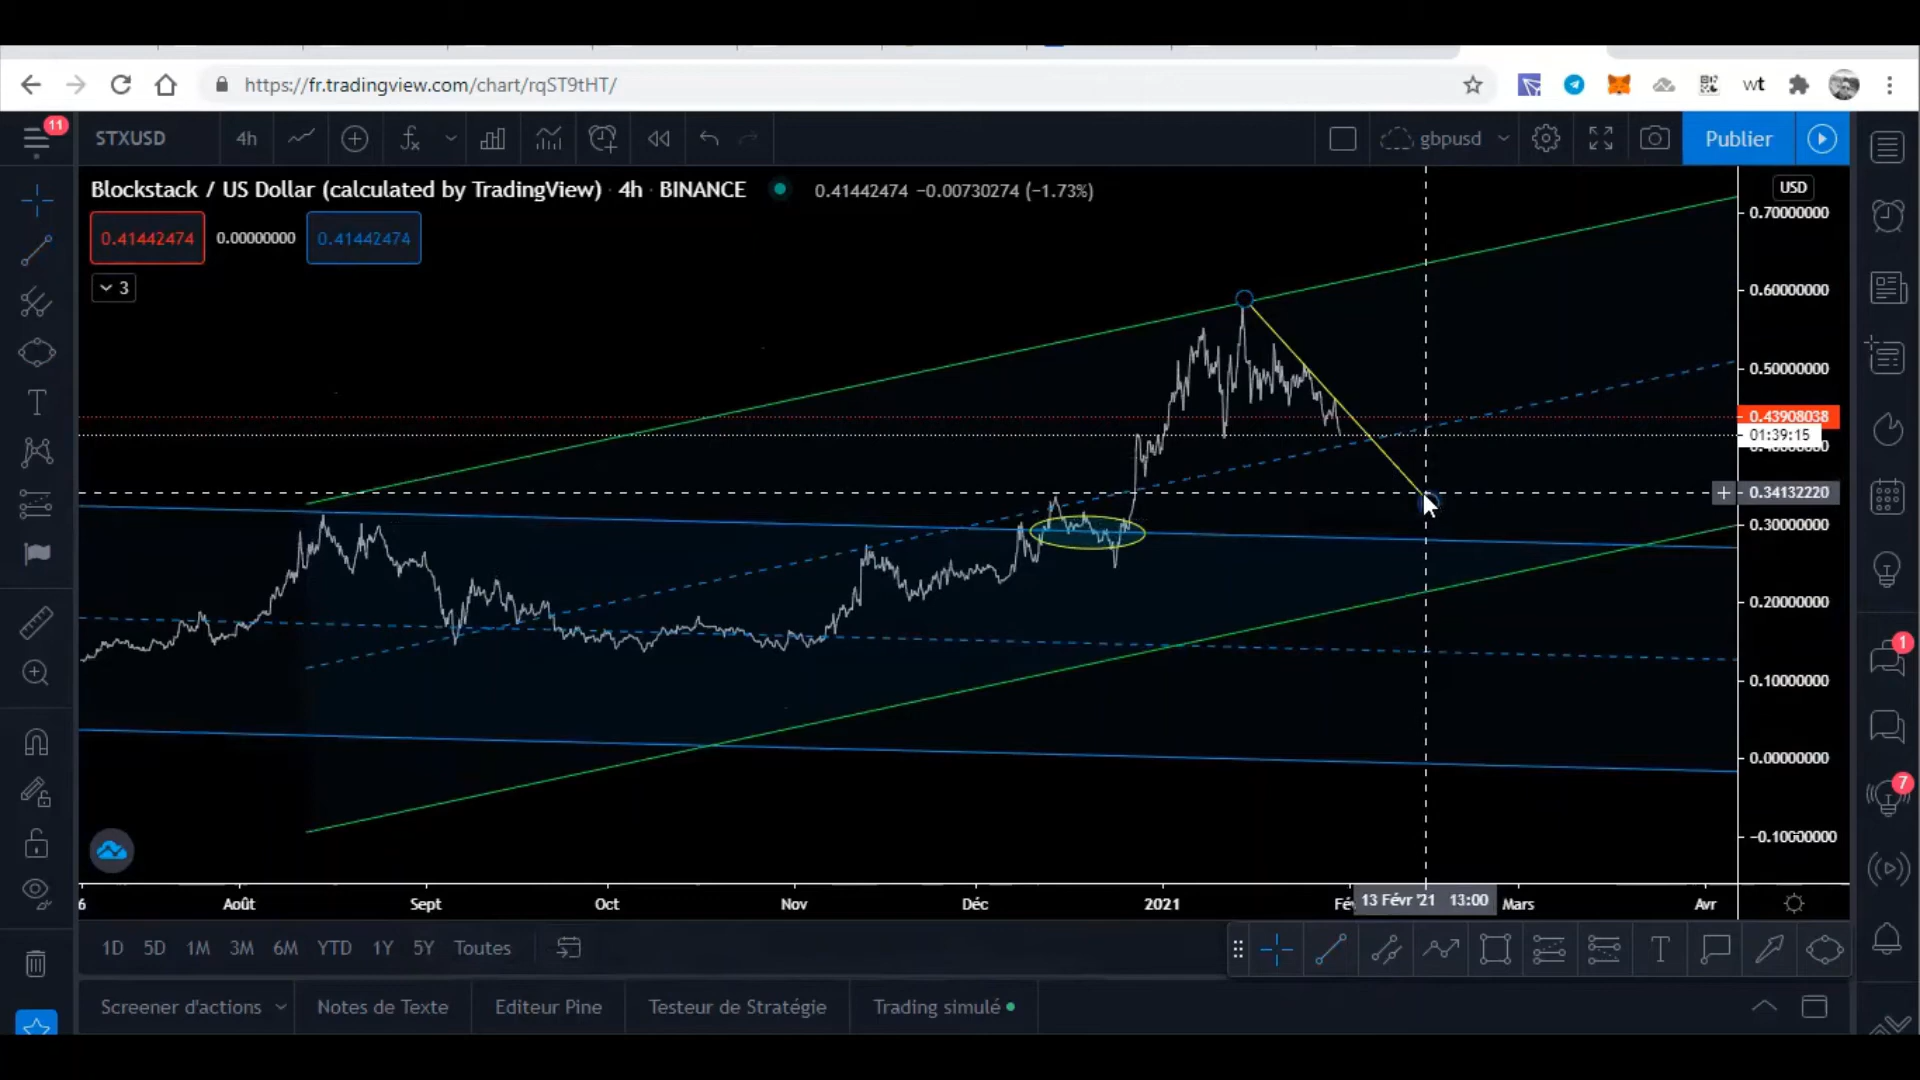 https://fr.tradingview.com/chart/rqST9tHT/
wt
11
STXUSD
4h
gbpusd
Publier
Blockstack / US Dollar (calculated by TradingView) · 4h · BINANCE
0.41442474 −0.00730274 (−1.73%)
USD
0.41442474
0.00000000
0.41442474
3
0.70000000
0.60000000
0.50000000
0.43908038
01:39:15
0.34132220
0.30000000
0.20000000
0.10000000
0.00000000
−0.10000000
1
7
6
Août
Sept
Oct
Nov
Déc
2021
13 Févr '21 13:00
Mars
Avr
1D
5D
1M
3M
6M
YTD
1Y
5Y
Toutes
Screener d'actions
Notes de Texte
Editeur Pine
Testeur de Stratégie
Trading simulé